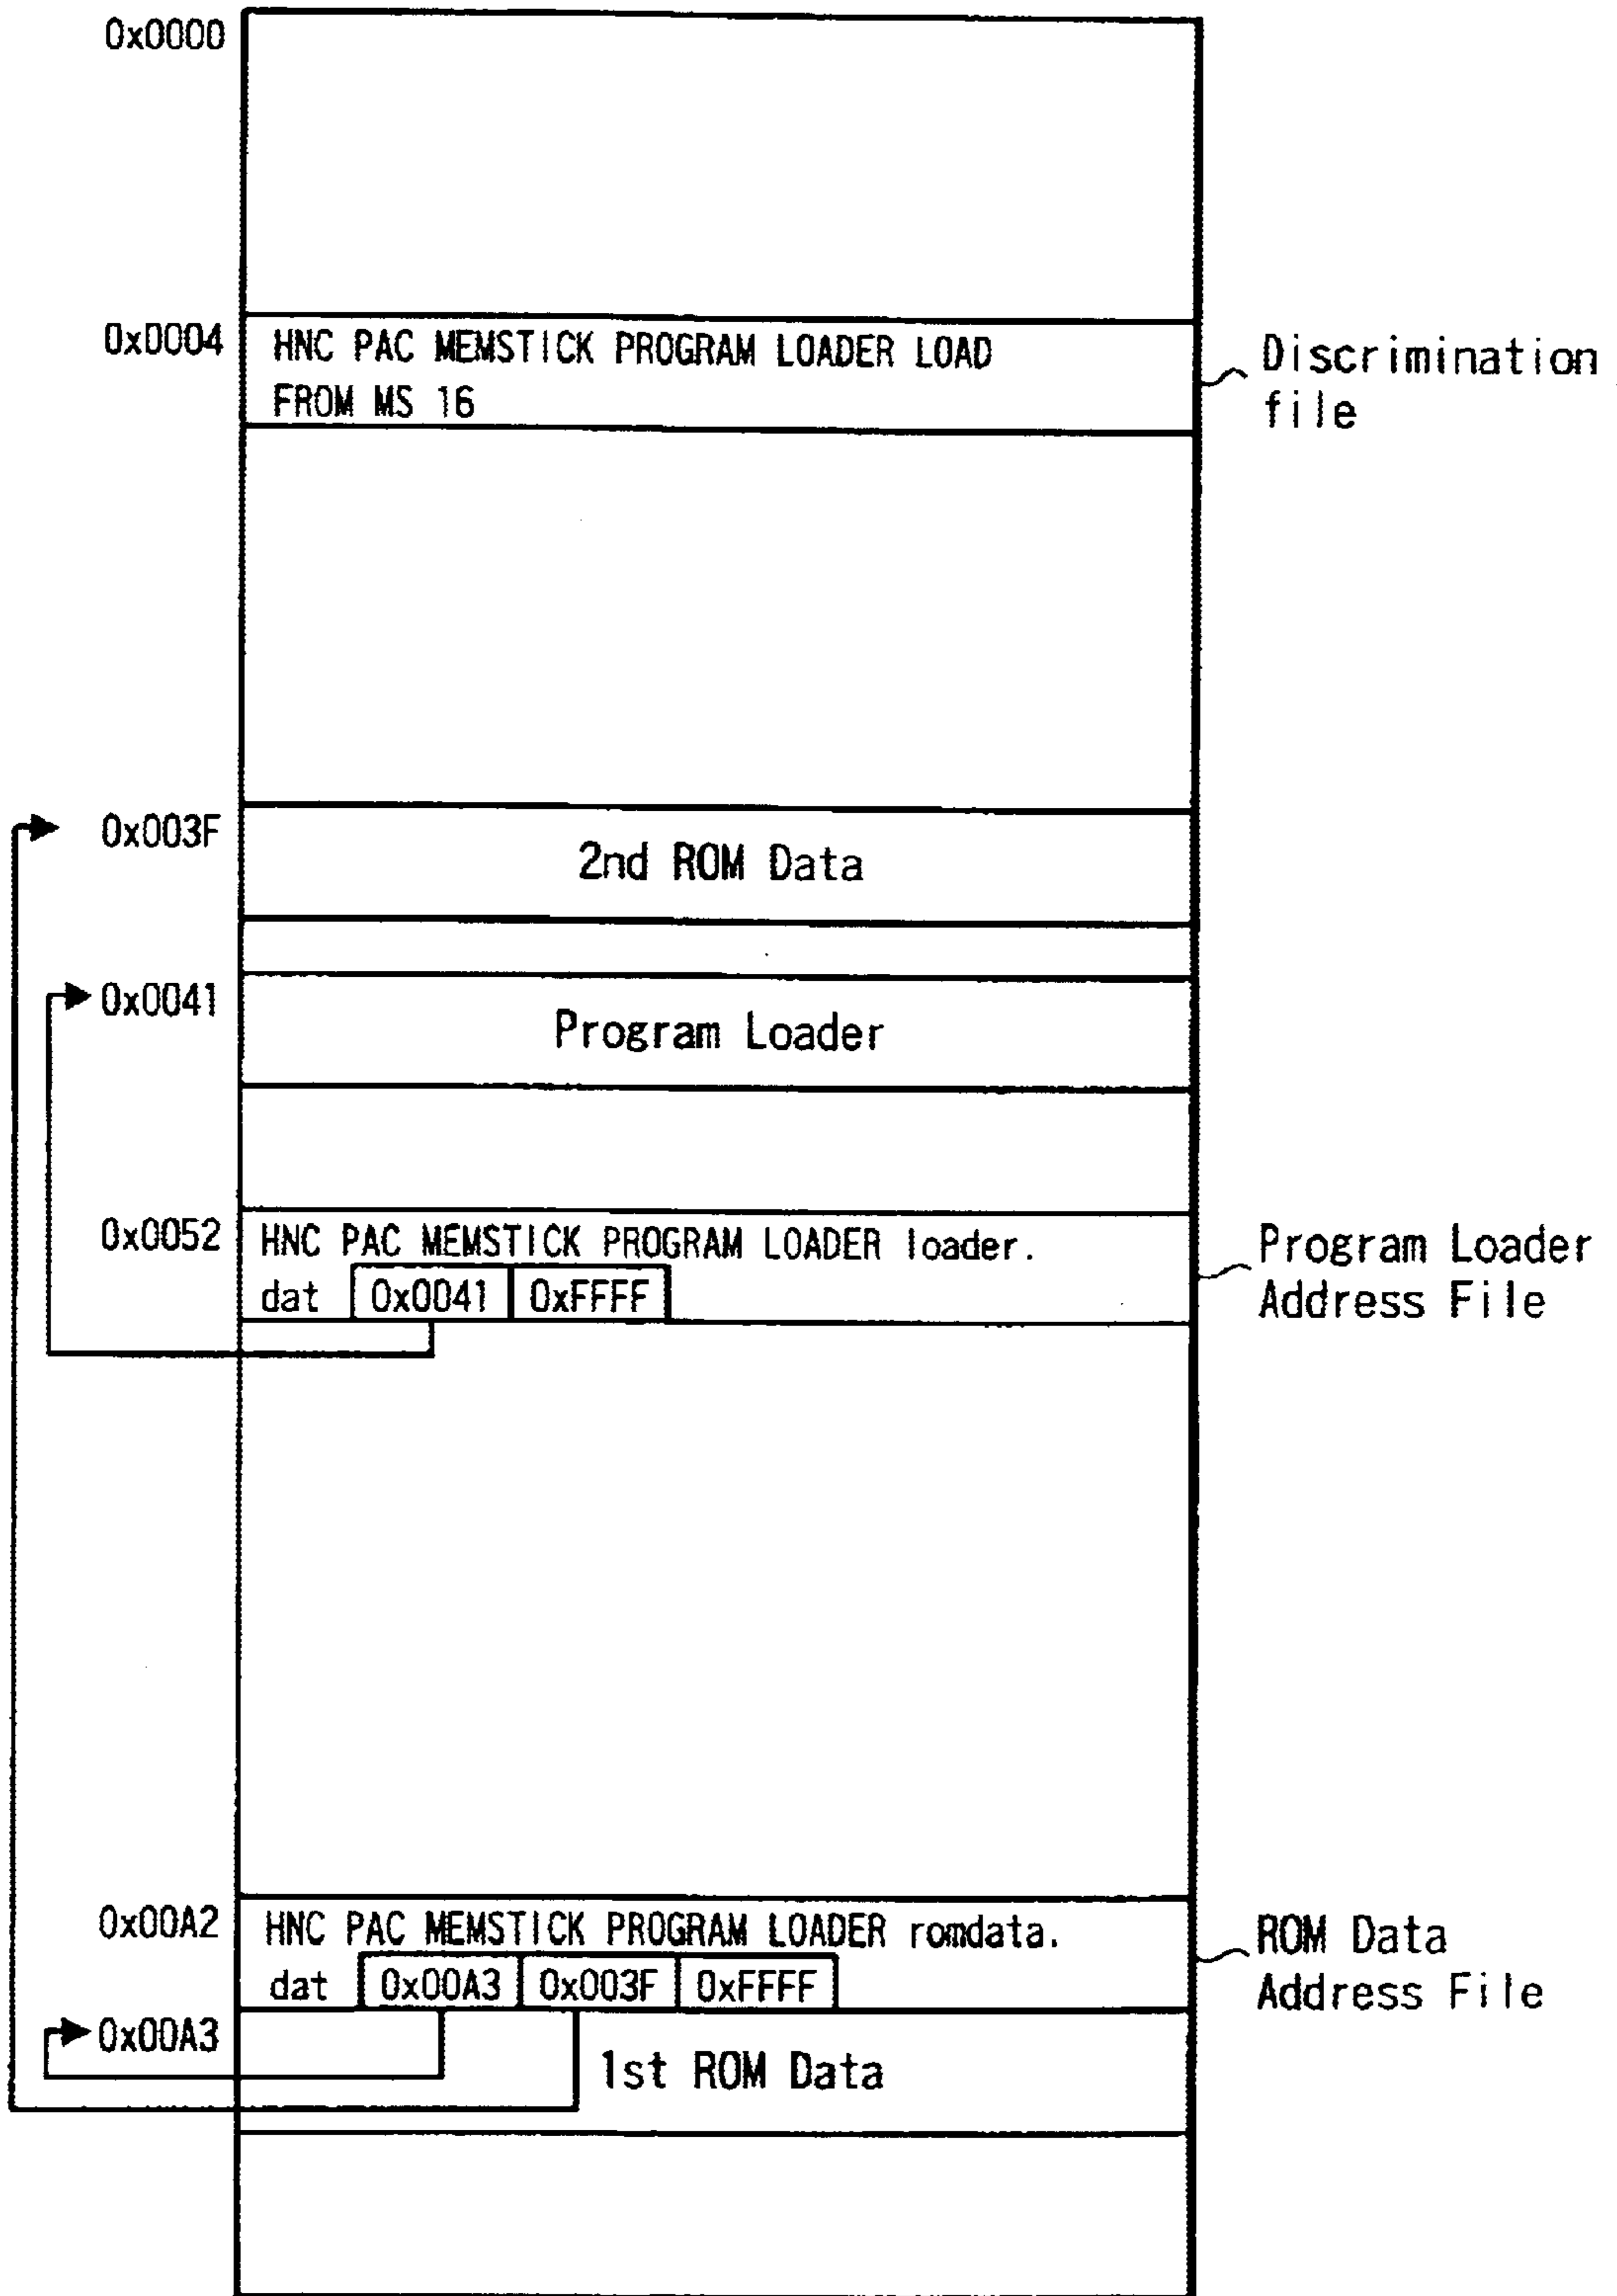 0x0000
0x0004
HNC PAC MEMSTICK PROGRAM LOADER LOAD
FROM MS 16
Discrimination
file
0x003F
2nd ROM Data
0x0041
Program Loader
0x0052
HNC PAC MEMSTICK PROGRAM LOADER loader.
dat 0x0041 0xFFFF
Program Loader
Address File
0x00A2
HNC PAC MEMSTICK PROGRAM LOADER romdata.
dat 0x00A3 0x003F 0xFFFF
ROM Data
Address File
0x00A3
1st ROM Data